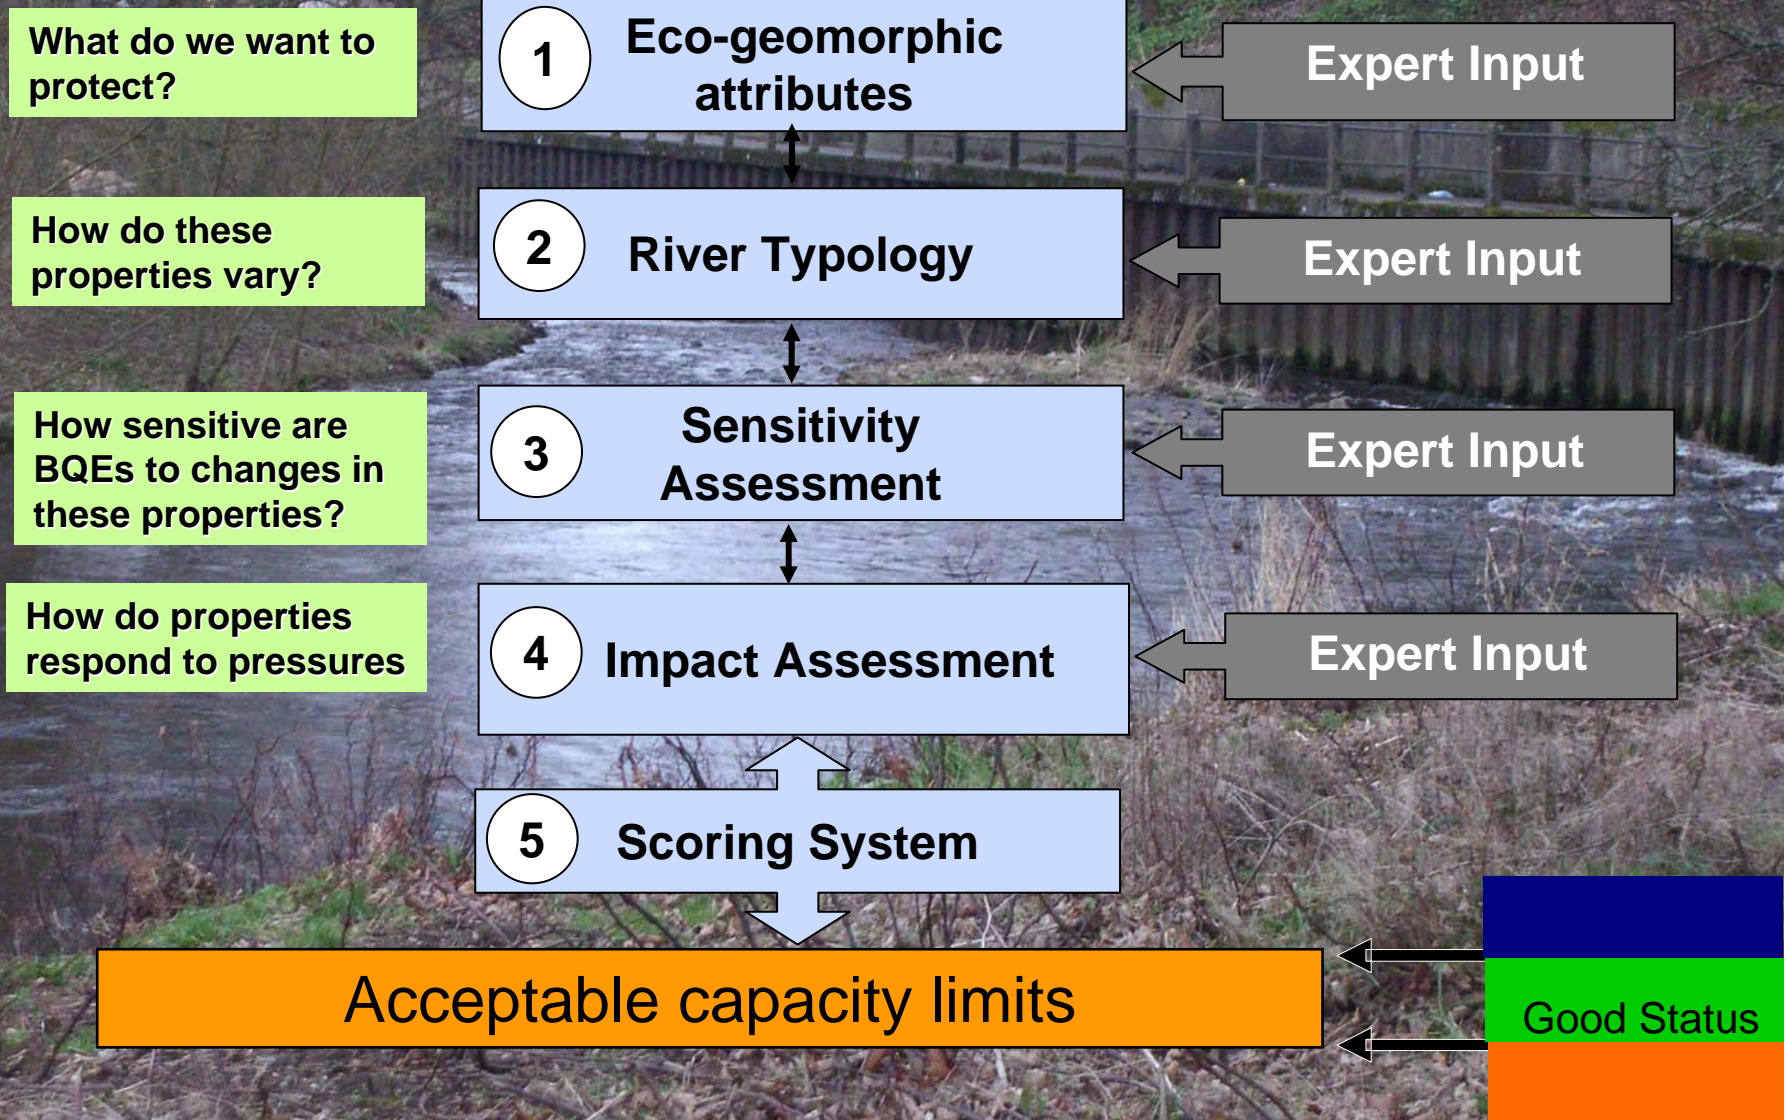 What do we want to
protect?
1
Eco-geomorphic
attributes
Expert Input
How do these
properties vary?
2
River Typology
Expert Input
How sensitive are
BQEs to changes in
these properties?
3
Sensitivity
Assessment
Expert Input
How do properties
respond to pressures
4
Impact Assessment
Expert Input
5
Scoring System
Acceptable capacity limits
Good Status